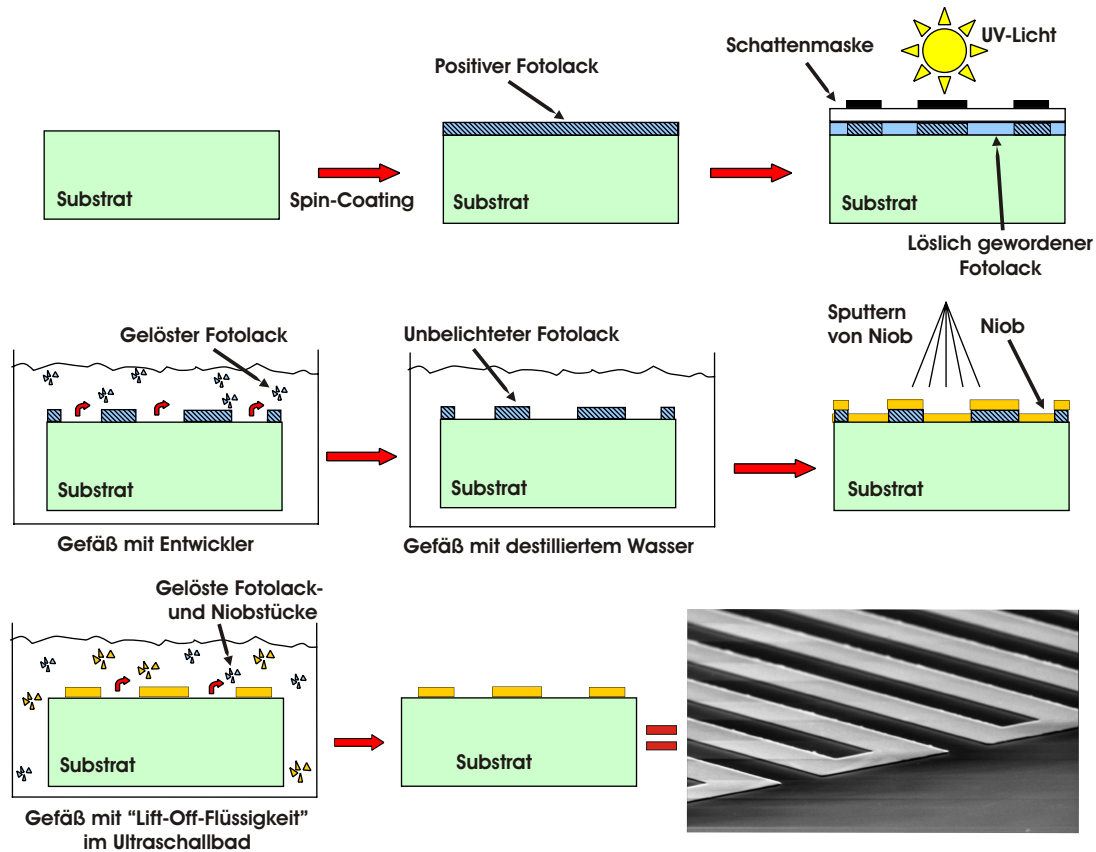 UV-Licht
Schattenmaske
Positiver Fotolack
Substrat
Spin-Coating
Substrat
Substrat
Löslich gewordener
Fotolack
Gelöster Fotolack
Unbelichteter Fotolack
Sputtern
von Niob
Niob
Substrat
Substrat
Substrat
Gefäß mit Entwickler
Gefäß mit destilliertem Wasser
Gelöste Fotolack-
und Niobstücke
Substrat
Substrat
Gefäß mit “Lift-Off-Flüssigkeit”
im Ultraschallbad